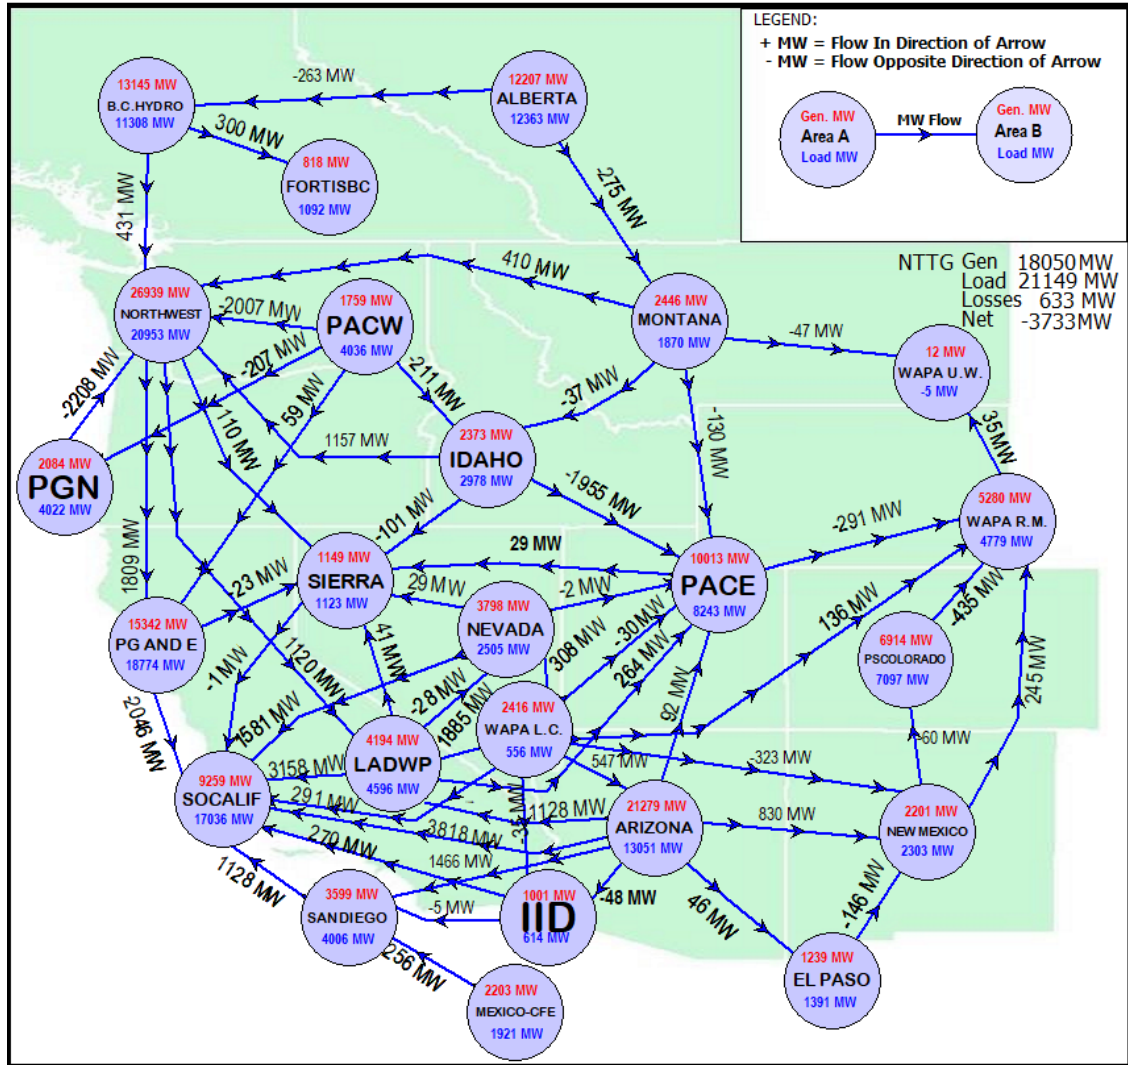 LEGEND:
+ MW = Flow In Direction of Arrow
- MW = Flow Opposite Direction of Arrow
Gen. MW
Area A
Load MW
MW Flow
Gen. MW
Area B
Load MW
NTTG Gen 18050 MW
Load 21149 MW
Losses 633 MW
Net -3733 MW
13145 MW
B.C.HYDRO
11308 MW
-263 MW
12207 MW
ALBERTA
12363 MW
300 MW
818 MW
FORTISBC
1092 MW
431 MW
-275 MW
410 MW
26939 MW
NORTHWEST
20953 MW
-2007 MW
1759 MW
PACW
4036 MW
2446 MW
MONTANA
1870 MW
-47 MW
12 MW
WAPA U.W.
-5 MW
-2208 MW
-207 MW
59 MW
-211 MW
-37 MW
-130 MW
35 MW
110 MW
1157 MW
2084 MW
PGN
4022 MW
2373 MW
IDAHO
2978 MW
-1955 MW
-291 MW
5280 MW
WAPA R.M.
4779 MW
1809 MW
-101 MW
-23 MW
1149 MW
SIERRA
1123 MW
29 MW
29 MW
-2 MW
10013 MW
PACE
8243 MW
-435 MW
136 MW
15342 MW
PG AND E
18774 MW
3798 MW
NEVADA
2505 MW
-30 MW
308 MW
264 MW
6914 MW
PSCOLORADO
7097 MW
245 MW
-1 MW
1120 MW
41 MW
-28 MW
1885 MW
92 MW
-2046 MW
1581 MW
2416 MW
WAPA L.C.
556 MW
547 MW
-323 MW
-60 MW
4194 MW
LADWP
4596 MW
3158 MW
291 MW
9259 MW
SOCALIF
17036 MW
-35 MW
1128 MW
3818 MW
21279 MW
ARIZONA
13051 MW
830 MW
2201 MW
NEW MEXICO
2303 MW
270 MW
1466 MW
1128 MW
3599 MW
SANDIEGO
4006 MW
-5 MW
1001 MW
IID
614 MW
-48 MW
46 MW
-146 MW
256 MW
2203 MW
MEXICO-CFE
1921 MW
1239 MW
EL PASO
1391 MW